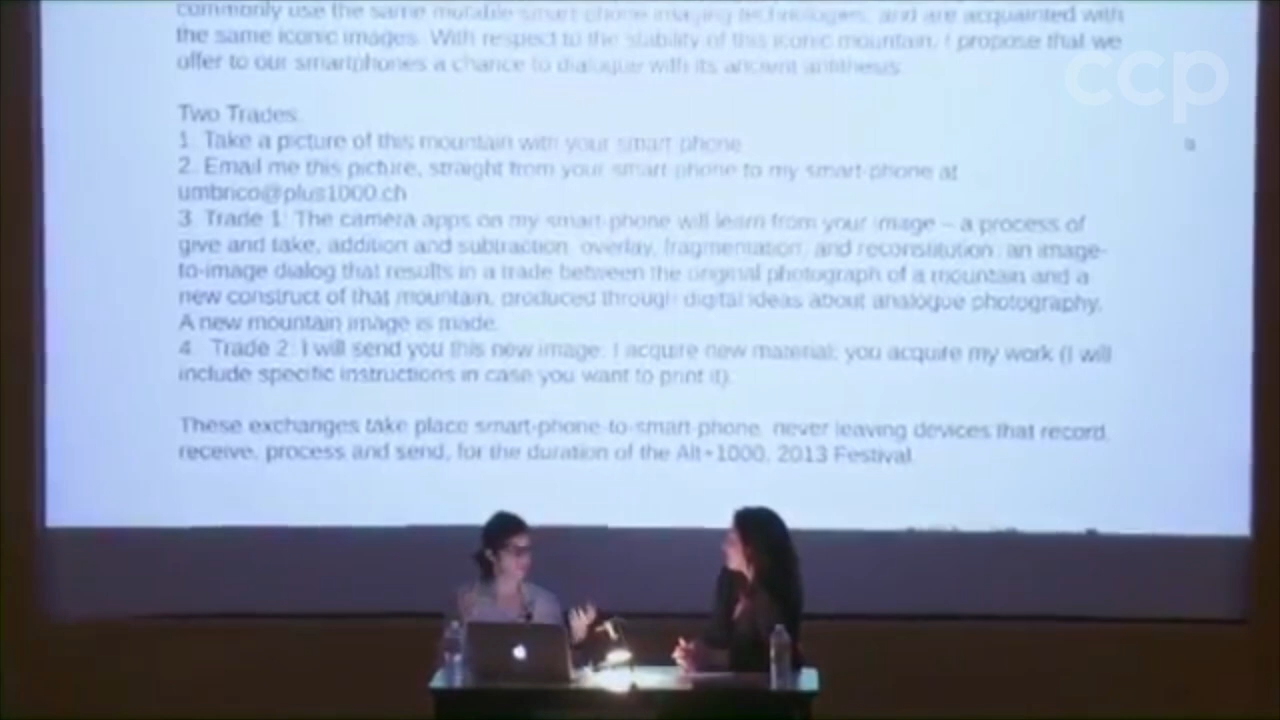 commonly use the same mutable smart-phone imaging technologies, and are acquainted with
the same iconic images. With respect to the stability of this iconic mountain, I propose that we
offer to our smartphones a chance to dialogue with its ancient antithesis.
ccp
Two Trades:
1. Take a picture of this mountain with your smart-phone
2. Email me this picture, straight from your smart-phone to my smart-phone at
umbrico@plus1000.ch
3. Trade 1: The camera apps on my smart-phone will learn from your image – a process of
give and take, addition and subtraction, overlay, fragmentation, and reconstitution: an image-
to-image dialog that results in a trade between the original photograph of a mountain and a
new construct of that mountain, produced through digital ideas about analogue photography.
A new mountain image is made.
4. Trade 2: I will send you this new image. I acquire new material; you acquire my work (I will
include specific instructions in case you want to print it).
These exchanges take place smart-phone-to-smart-phone, never leaving devices that record,
receive, process and send, for the duration of the Alt+1000, 2013 Festival.